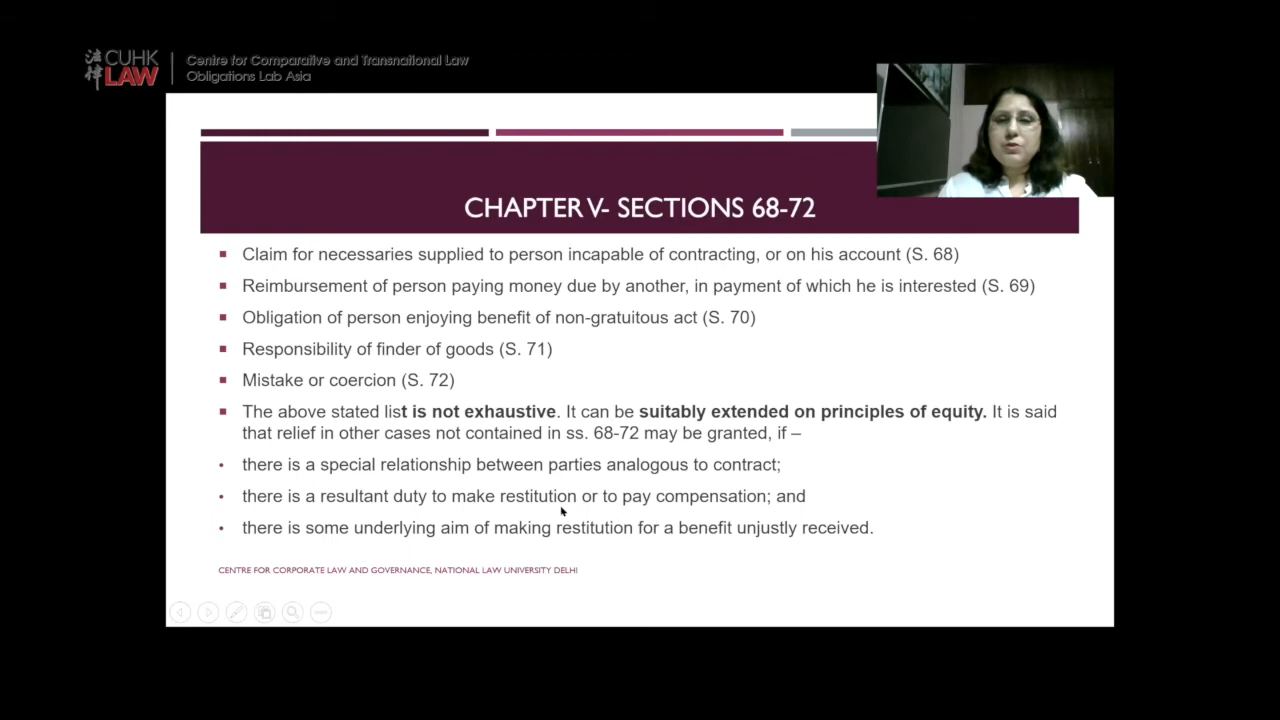 法律
CUHK
LAW
Centre for Comparative and Transnational Law
Obligations Lab Asia
CHAPTER V- SECTIONS 68-72
Claim for necessaries supplied to person incapable of contracting, or on his account (S. 68)
Reimbursement of person paying money due by another, in payment of which he is interested (S. 69)
Obligation of person enjoying benefit of non-gratuitous act (S. 70)
Responsibility of finder of goods (S. 71)
Mistake or coercion (S. 72)
The above stated list is not exhaustive. It can be suitably extended on principles of equity. It is said
that relief in other cases not contained in ss. 68-72 may be granted, if –
there is a special relationship between parties analogous to contract;
there is a resultant duty to make restitution or to pay compensation; and
there is some underlying aim of making restitution for a benefit unjustly received.
CENTRE FOR CORPORATE LAW AND GOVERNANCE, NATIONAL LAW UNIVERSITY DELHI